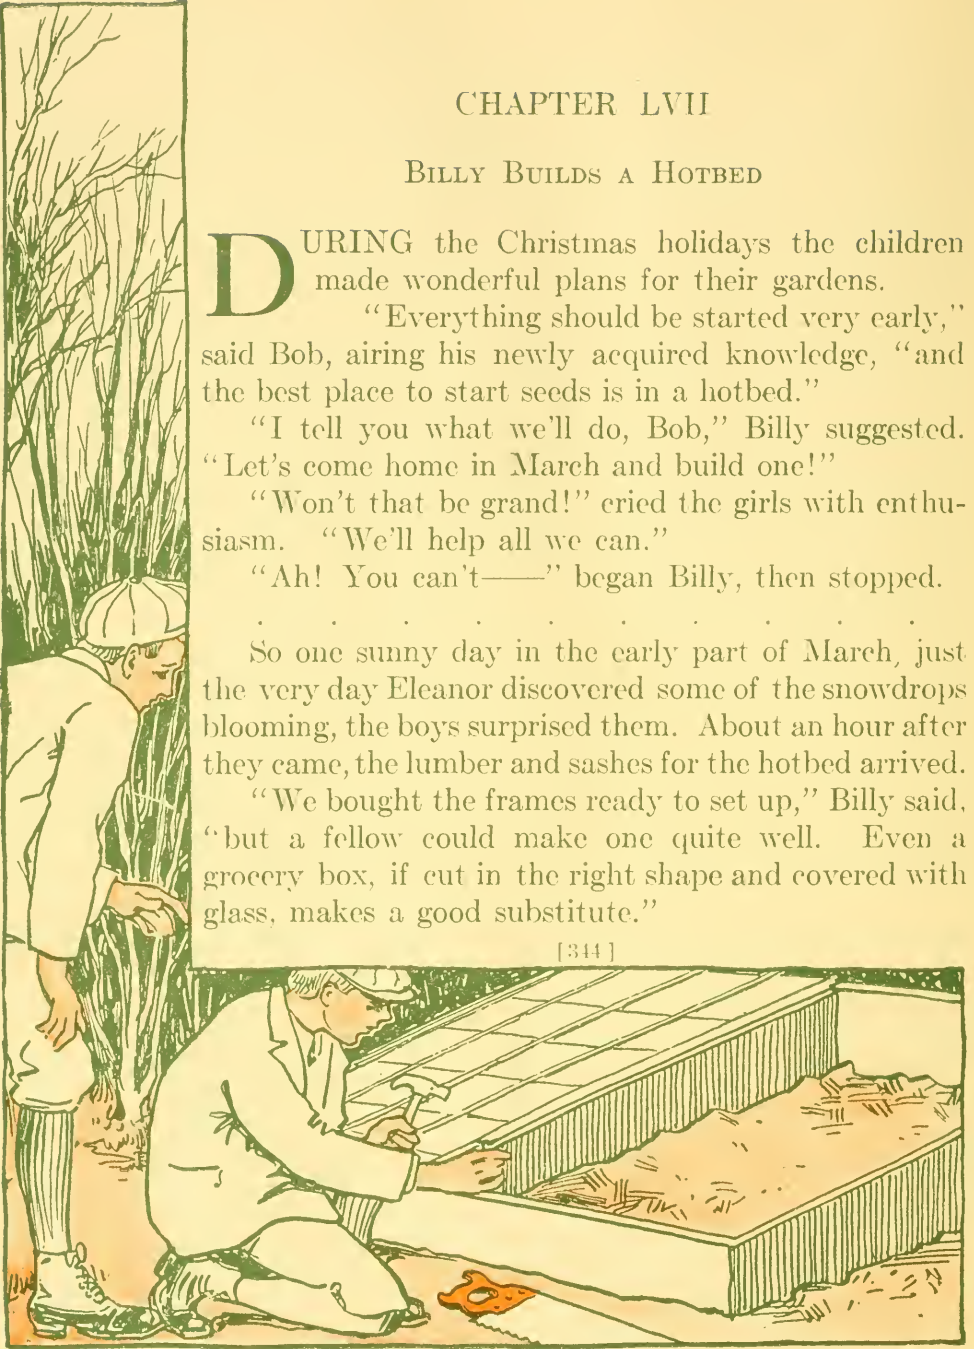 CHAPTER LVII
BILLY BUILDS A HOTBED
DURING the Christmas holidays the children
made wonderful plans for their gardens.
“Everything should be started very early,”
said Bob, airing his newly acquired knowledge, “and
the best place to start seeds is in a hotbed.”
“I tell you what we'll do, Bob,” Billy suggested.
“Let's come home in March and build one!”
“Won't that be grand!” cried the girls with enthu-
siasm. “We'll help all we can.”
“Ah! You can't——” began Billy, then stopped.
. . . . . . . . . .
So one sunny day in the early part of March, just
the very day Eleanor discovered some of the snowdrops
blooming, the boys surprised them. About an hour after
they came, the lumber and sashes for the hotbed arrived.
“We bought the frames ready to set up,” Billy said,
“but a fellow could make one quite well. Even a
grocery box, if cut in the right shape and covered with
glass, makes a good substitute.”
[344]